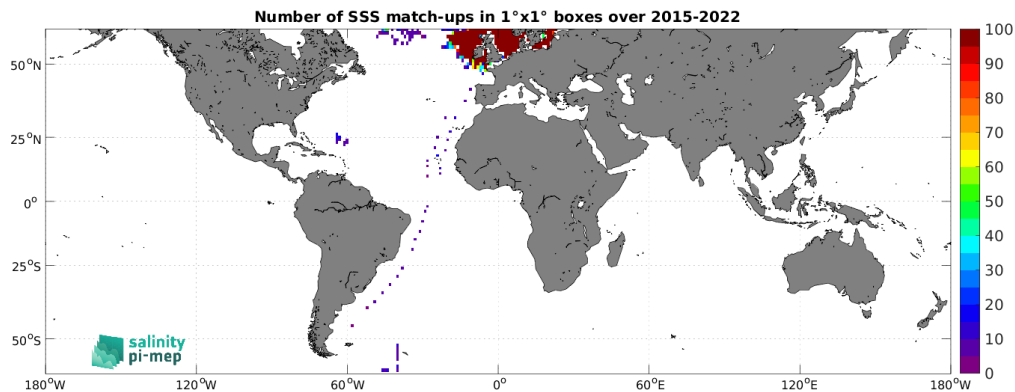 Number of SSS match-ups in 1°x1° boxes over 2015-2022
50°N
25°N
0°
25°S
50°S
180°W
120°W
60°W
0°
60°E
120°E
180°W
100
90
80
70
60
50
40
30
20
10
0
salinity
pi-mep